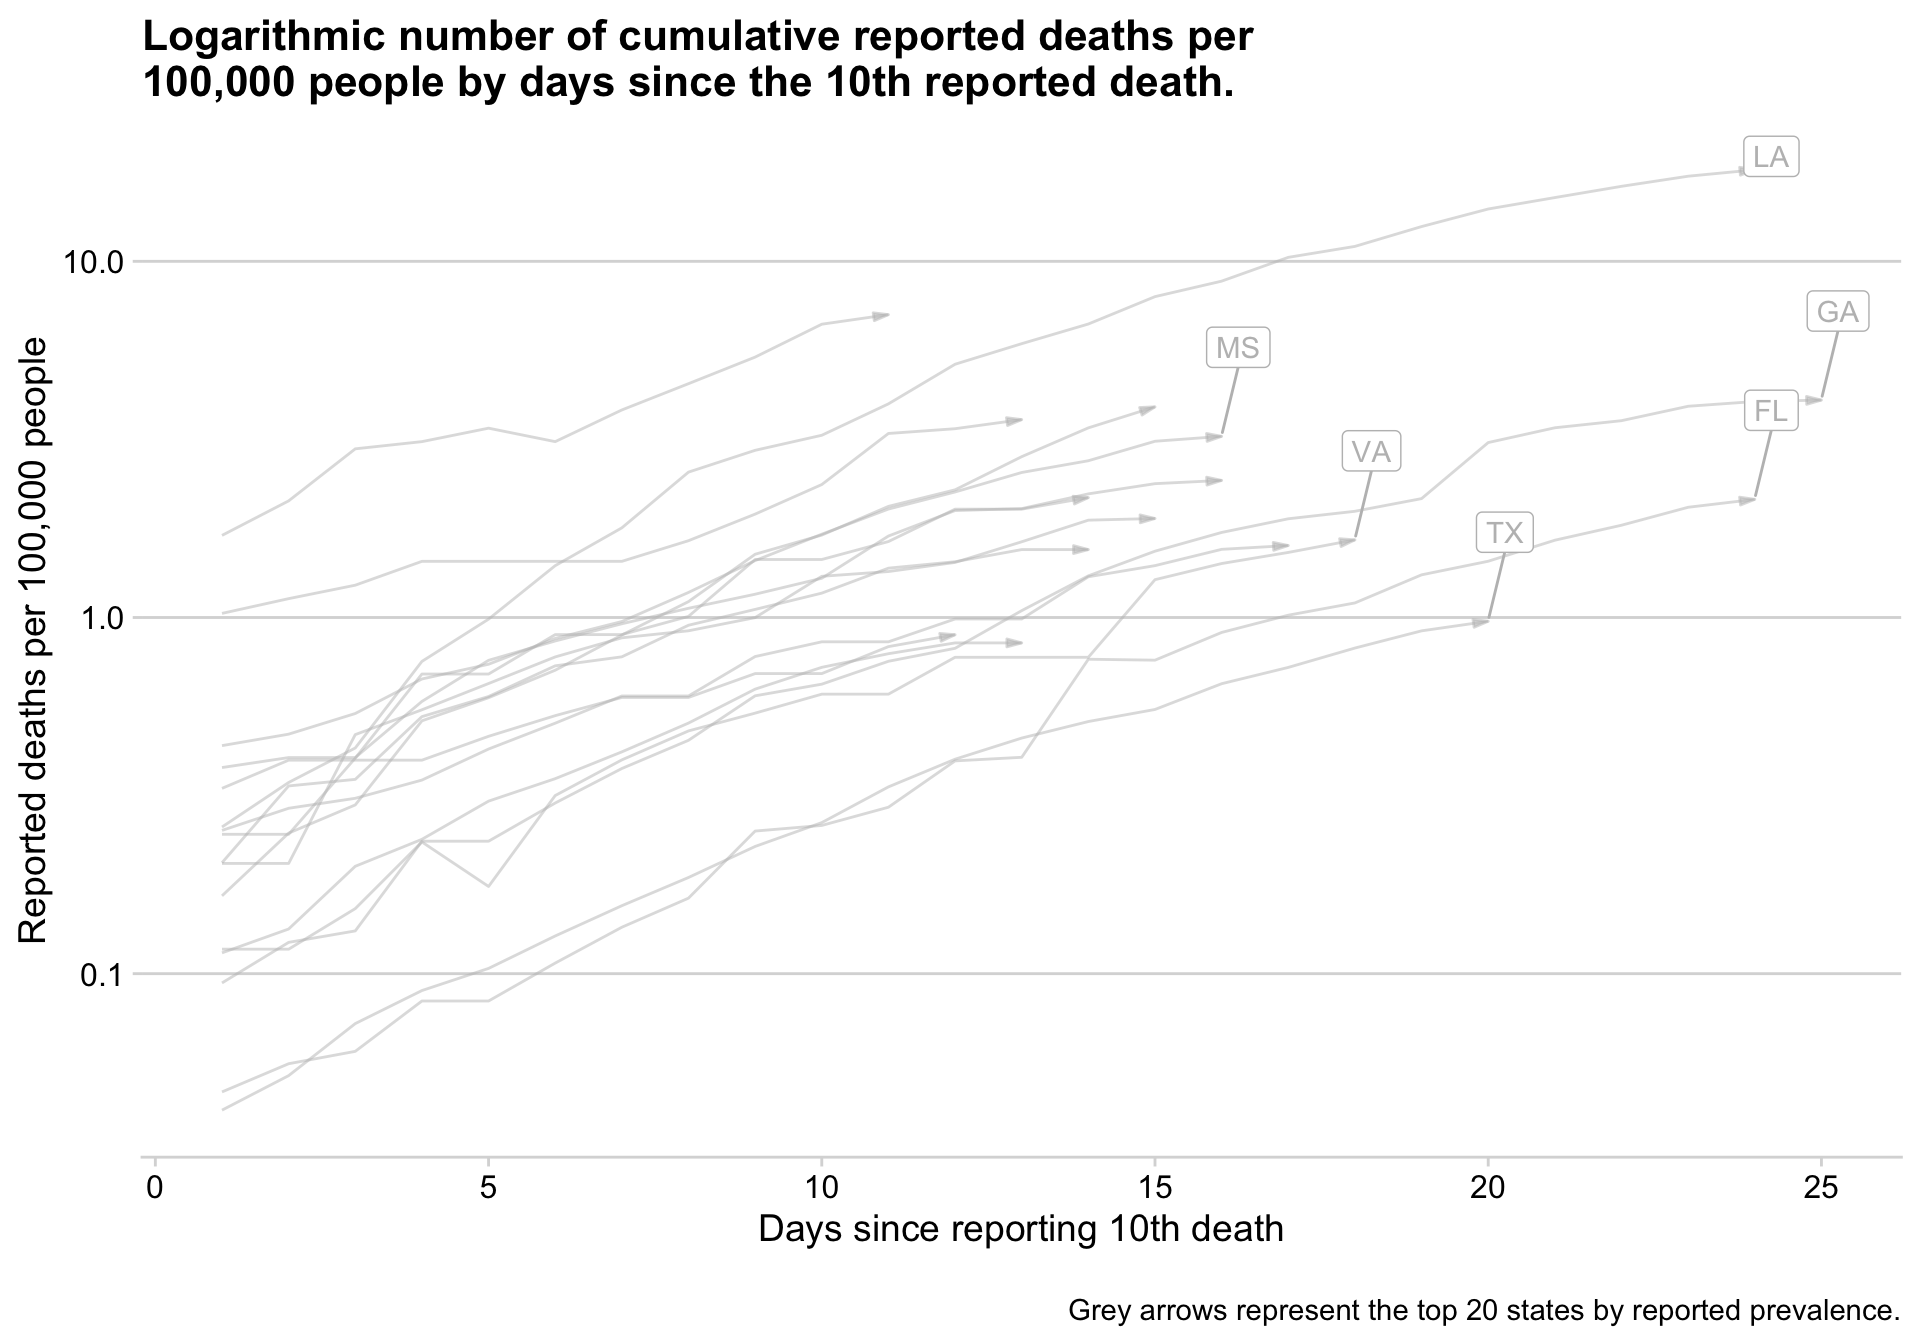 Logarithmic number of cumulative reported deaths per
100,000 people by days since the 10th reported death.
LA
10.0
GA
MS
FL
VA
TX
1.0
0.1
Reported deaths per 100,000 people
0 5 10 15 20 25
Days since reporting 10th death
Grey arrows represent the top 20 states by reported prevalence.